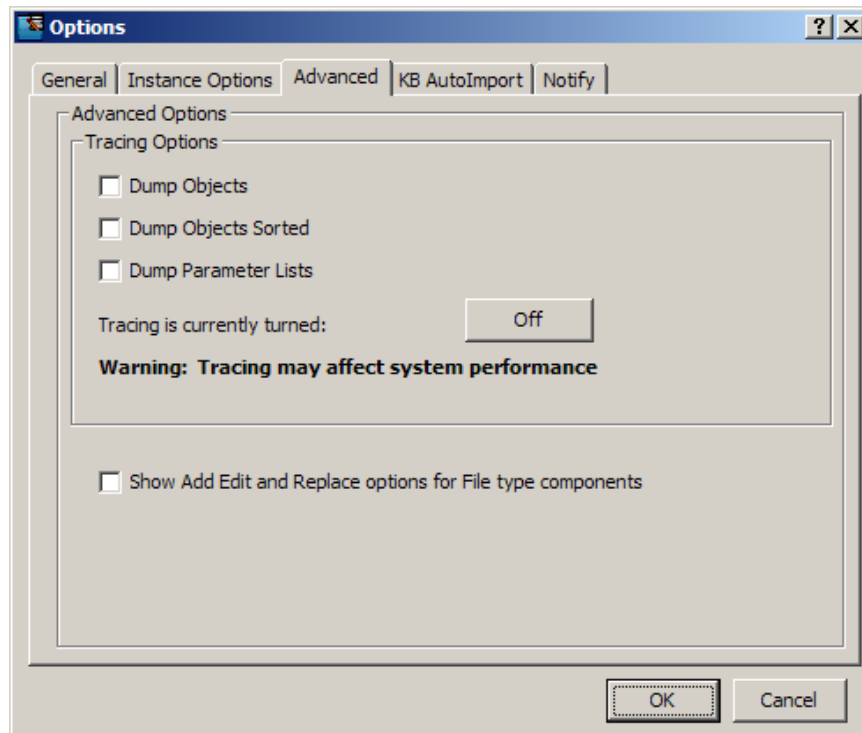 Options
General Instance Options Advanced KB AutoImport Notify
Advanced Options
Tracing Options
Dump Objects
Dump Objects Sorted
Dump Parameter Lists
Tracing is currently turned: Off
Warning: Tracing may affect system performance
Show Add Edit and Replace options for File type components
OK Cancel